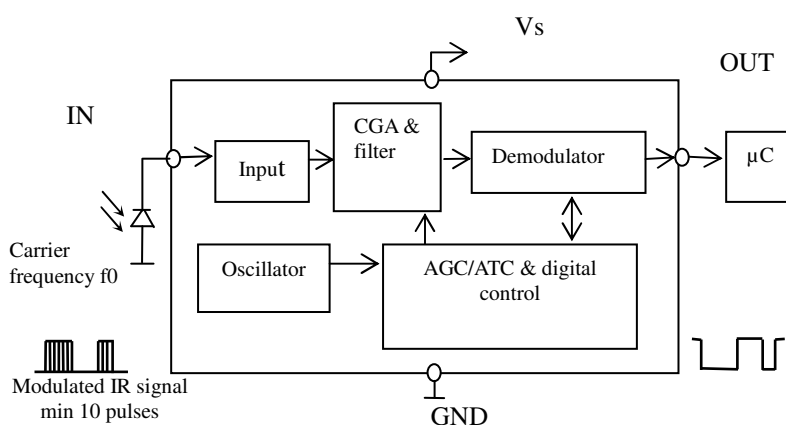 Vs
OUT
IN
CGA &
filter
Input
Demodulator
µC
Carrier
frequency f0
Oscillator
AGC/ATC & digital
control
Modulated IR signal
min 10 pulses
GND